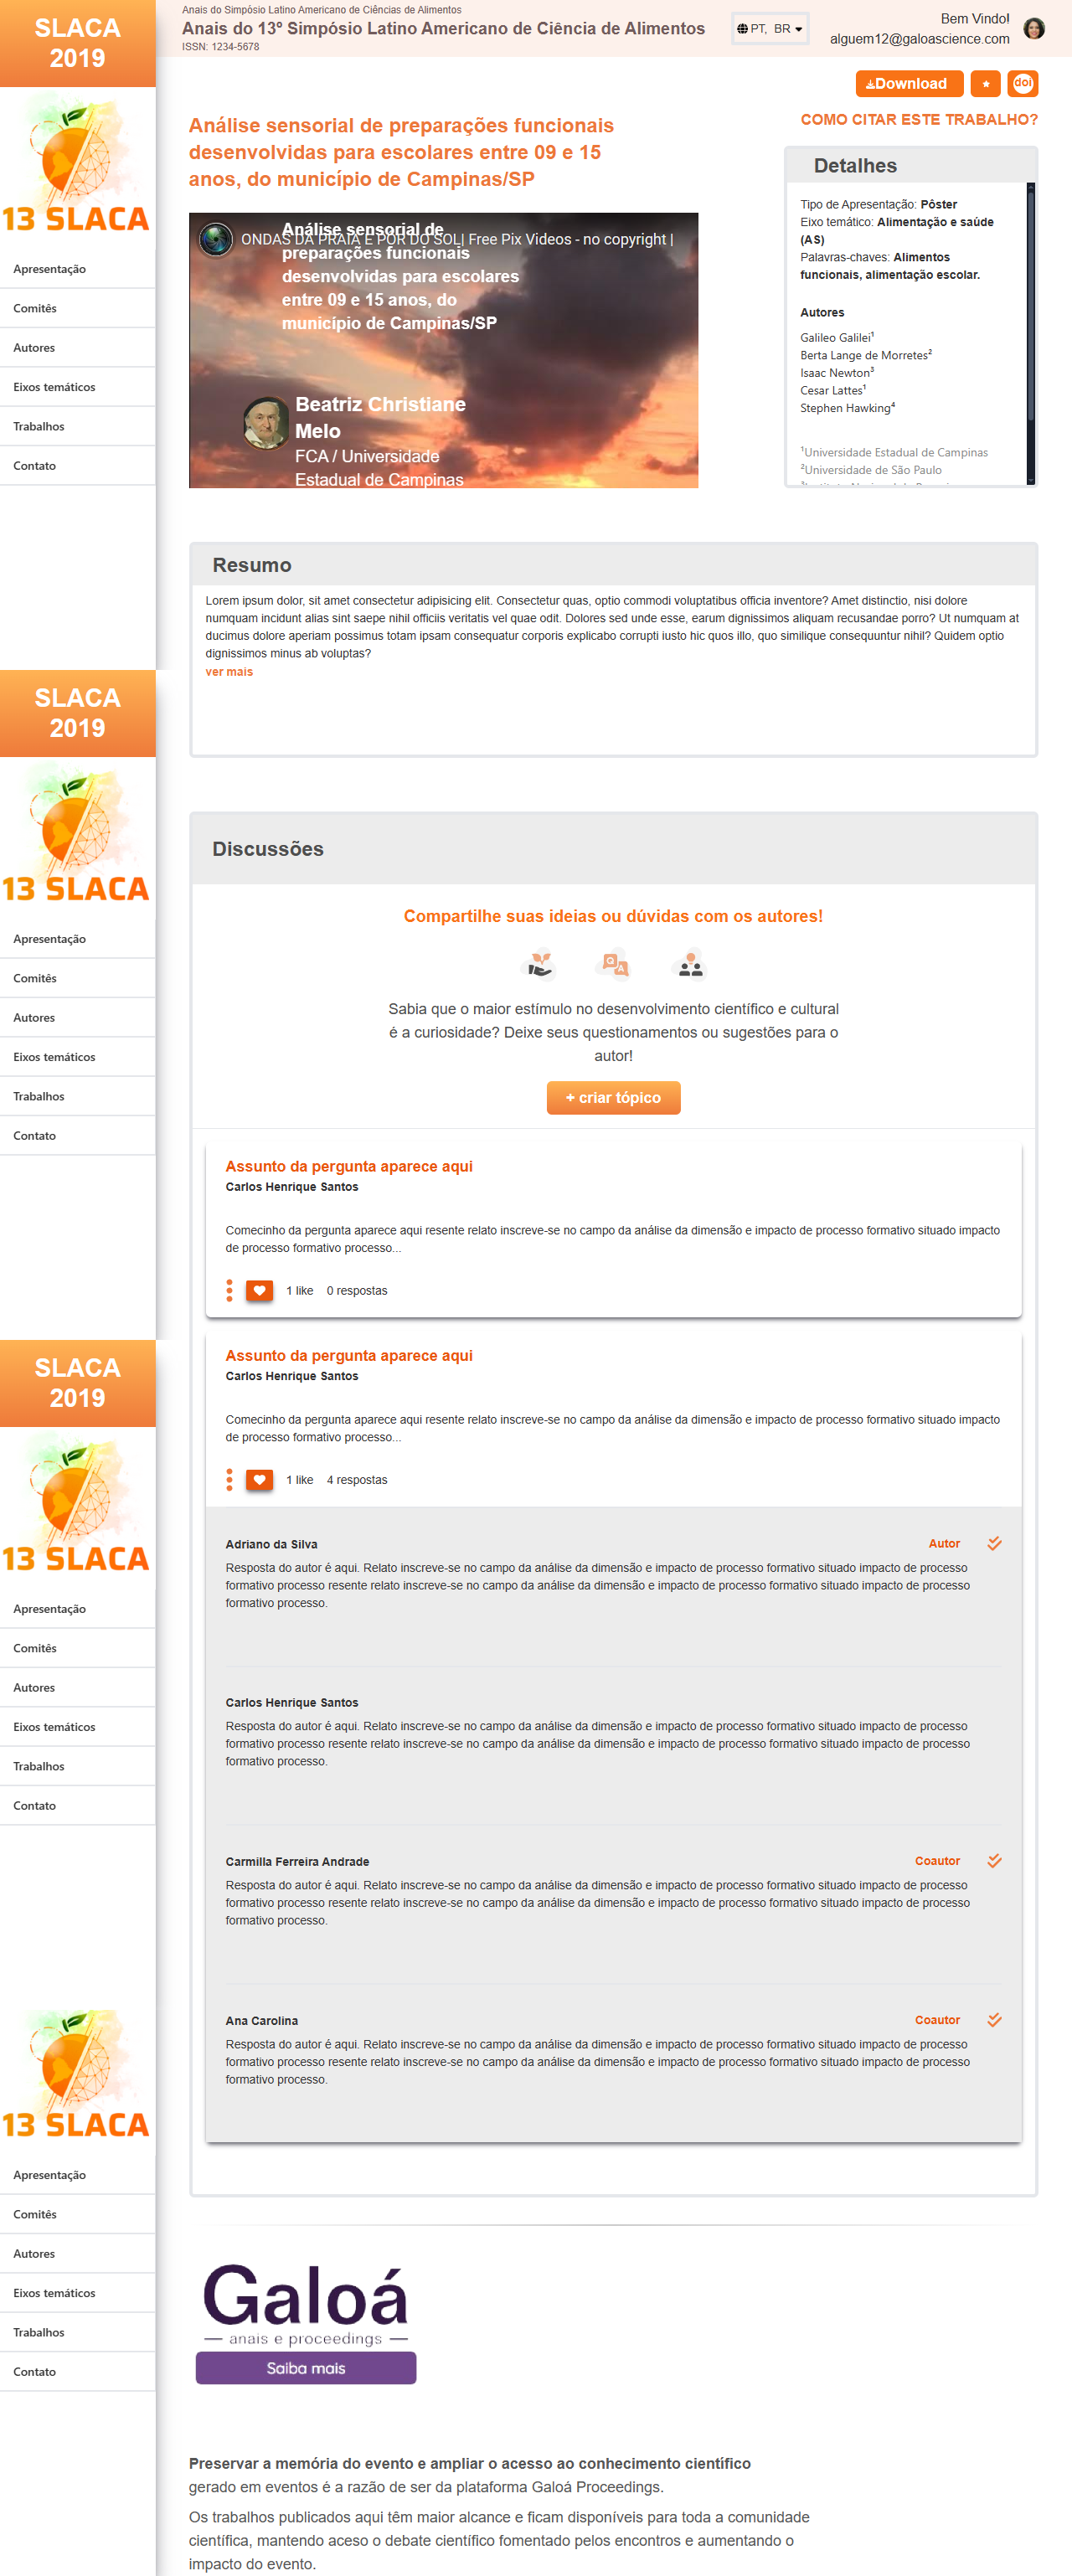 SLACA
2019
13 SLACA
Apresentação
Comitês
Autores
Eixos temáticos
Trabalhos
Contato
Anais do Simpósio Latino Americano de Ciências de Alimentos
Anais do 13º Simpósio Latino Americano de Ciência de Alimentos
ISSN: 1234-5678
PT, BR
Bem Vindo!
alguem12@galoascience.com
Download
doi
COMO CITAR ESTE TRABALHO?
Análise sensorial de preparações funcionais
desenvolvidas para escolares entre 09 e 15
anos, do município de Campinas/SP
ONDAS DA PRAIA E PÔR DO SOL| Free Pix Videos - no copyright |
Análise sensorial de
preparações funcionais
desenvolvidas para escolares
entre 09 e 15 anos, do
município de Campinas/SP
Beatriz Christiane
Melo
FCA / Universidade
Estadual de Campinas
Detalhes
Tipo de Apresentação: Pôster
Eixo temático: Alimentação e saúde
(AS)
Palavras-chaves: Alimentos
funcionais, alimentação escolar.
Autores
Galileo Galilei¹
Berta Lange de Morretes²
Isaac Newton³
Cesar Lattes¹
Stephen Hawking⁴
¹Universidade Estadual de Campinas
²Universidade de São Paulo
Resumo
Lorem ipsum dolor, sit amet consectetur adipisicing elit. Consectetur quas, optio commodi voluptatibus officia inventore? Amet distinctio, nisi dolore
numquam incidunt alias sint saepe nihil officiis veritatis vel quae odit. Dolores sed unde esse, earum dignissimos aliquam recusandae porro? Ut numquam at
ducimus dolore aperiam possimus totam ipsam consequatur corporis explicabo corrupti iusto hic quos illo, quo similique consequuntur nihil? Quidem optio
dignissimos minus ab voluptas?
ver mais
SLACA
2019
13 SLACA
Apresentação
Comitês
Autores
Eixos temáticos
Trabalhos
Contato
Discussões
Compartilhe suas ideias ou dúvidas com os autores!
Q A
Sabia que o maior estímulo no desenvolvimento científico e cultural
é a curiosidade? Deixe seus questionamentos ou sugestões para o
autor!
+ criar tópico
Assunto da pergunta aparece aqui
Carlos Henrique Santos
Comecinho da pergunta aparece aqui resente relato inscreve-se no campo da análise da dimensão e impacto de processo formativo situado impacto
de processo formativo processo...
1 like 0 respostas
Assunto da pergunta aparece aqui
Carlos Henrique Santos
Comecinho da pergunta aparece aqui resente relato inscreve-se no campo da análise da dimensão e impacto de processo formativo situado impacto
de processo formativo processo...
1 like 4 respostas
SLACA
2019
13 SLACA
Apresentação
Comitês
Autores
Eixos temáticos
Trabalhos
Contato
Adriano da Silva
Autor
Resposta do autor é aqui. Relato inscreve-se no campo da análise da dimensão e impacto de processo formativo situado impacto de processo
formativo processo resente relato inscreve-se no campo da análise da dimensão e impacto de processo formativo situado impacto de processo
formativo processo.
Carlos Henrique Santos
Resposta do autor é aqui. Relato inscreve-se no campo da análise da dimensão e impacto de processo formativo situado impacto de processo
formativo processo resente relato inscreve-se no campo da análise da dimensão e impacto de processo formativo situado impacto de processo
formativo processo.
Carmilla Ferreira Andrade
Coautor
Resposta do autor é aqui. Relato inscreve-se no campo da análise da dimensão e impacto de processo formativo situado impacto de processo
formativo processo resente relato inscreve-se no campo da análise da dimensão e impacto de processo formativo situado impacto de processo
formativo processo.
Ana Carolina
Coautor
Resposta do autor é aqui. Relato inscreve-se no campo da análise da dimensão e impacto de processo formativo situado impacto de processo
formativo processo resente relato inscreve-se no campo da análise da dimensão e impacto de processo formativo situado impacto de processo
formativo processo.
13 SLACA
Apresentação
Comitês
Autores
Eixos temáticos
Trabalhos
Contato
Galoá
anais e proceedings
Saiba mais
Preservar a memória do evento e ampliar o acesso ao conhecimento científico
gerado em eventos é a razão de ser da plataforma Galoá Proceedings.
Os trabalhos publicados aqui têm maior alcance e ficam disponíveis para toda a comunidade
científica, mantendo aceso o debate científico fomentado pelos encontros e aumentando o
impacto do evento.